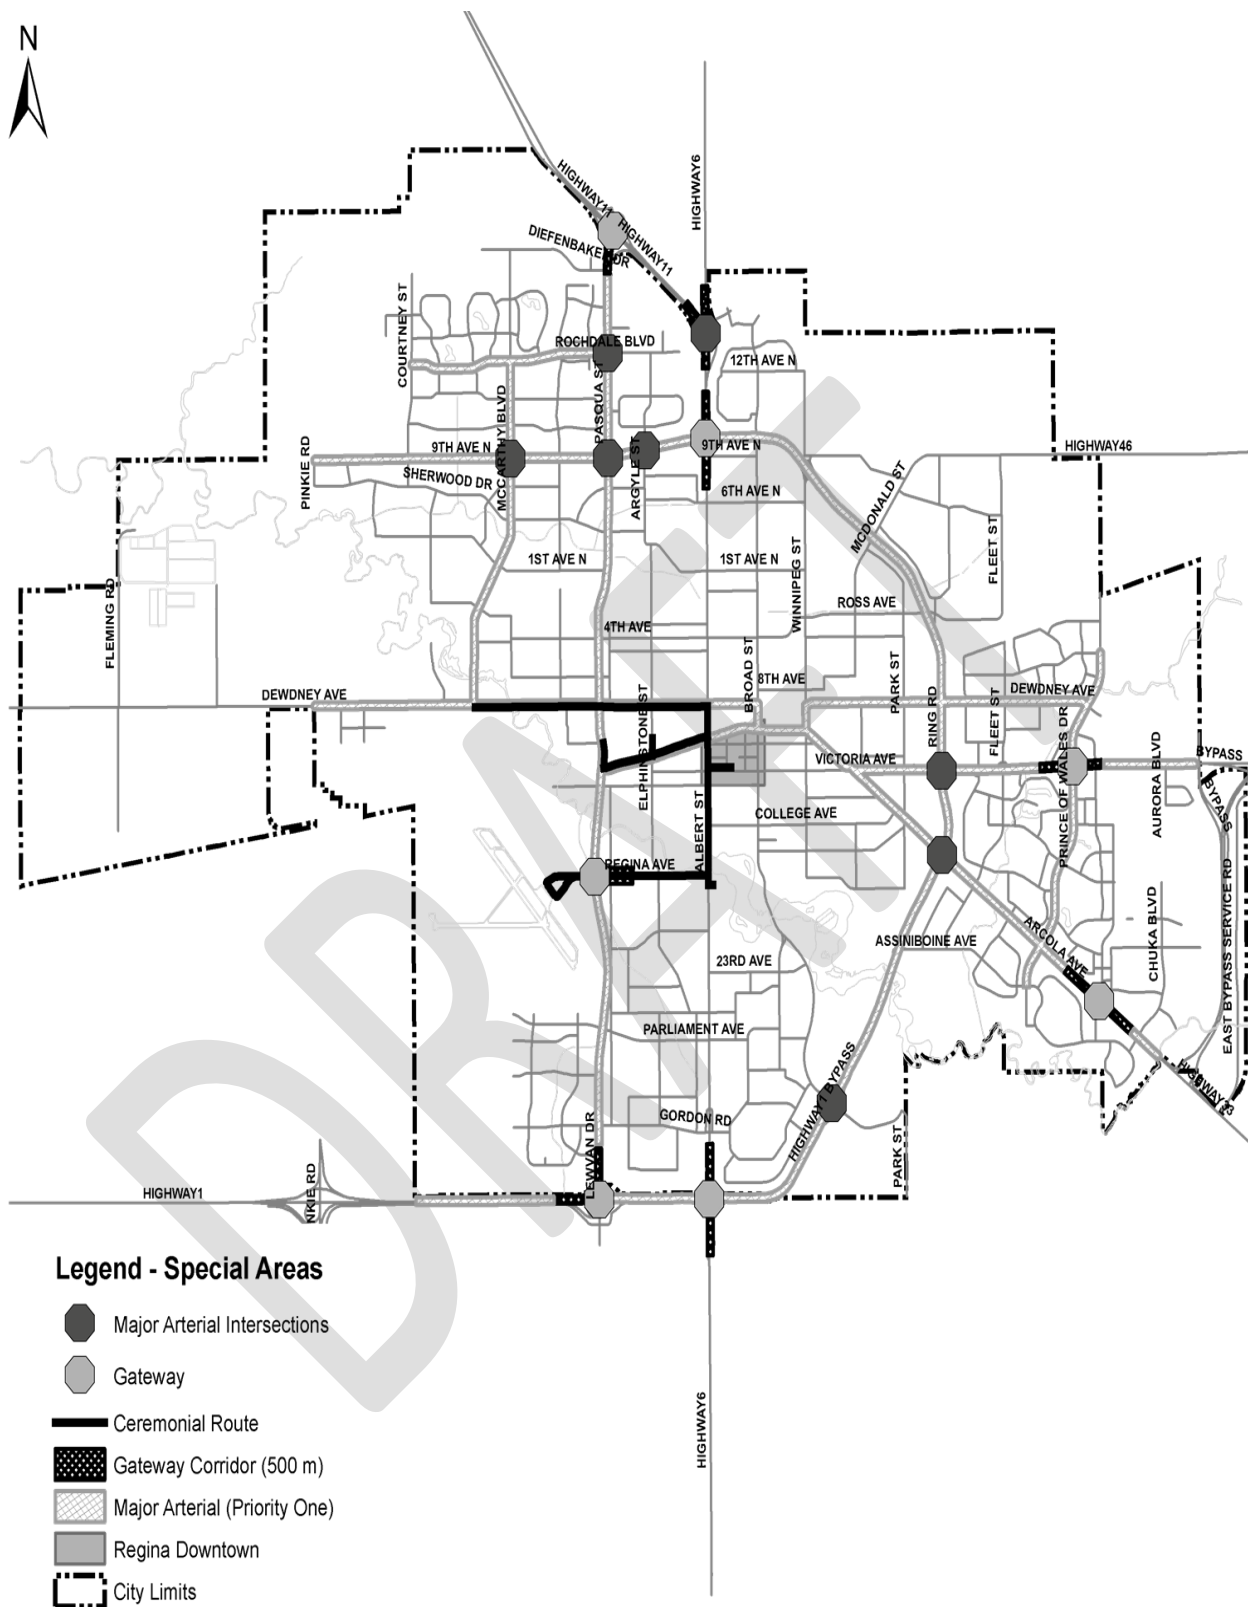 N
HIGHWAY11
HIGHWAY6
HIGHWAY11
DIEFENBAKER DR
COURTNEY ST
ROCHDALE BLVD
12TH AVE N
PASQUA ST
MCCARTHY BLVD
PINKIE RD
9TH AVE N
9TH AVE N
HIGHWAY46
SHERWOOD DR
ARGYLE ST
6TH AVE N
MCDONALD ST
FLEET ST
1ST AVE N
1ST AVE N
WINNIPEG ST
FLEMING RD
ROSS AVE
4TH AVE
BROAD ST
8TH AVE
PARK ST
DEWDNEY AVE
DEWDNEY AVE
RING RD
FLEET ST
ELPHINSTONE ST
VICTORIA AVE
PRINCE OF WALES DR
AURORA BLVD
BYPASS
BYPASS
ALBERT ST
COLLEGE AVE
REGINA AVE
EAST BYPASS SERVICE RD
ASSINIBOINE AVE
ARCOLA AVE
CHUKA BLVD
23RD AVE
PARLIAMENT AVE
HIGHWAY1 BYPASS
HIGHWAY33
GORDON RD
LEWVAN DR
PARK ST
HIGHWAY1
NKIE RD
HIGHWAY6
DRAFT
Legend - Special Areas
Major Arterial Intersections
Gateway
Ceremonial Route
Gateway Corridor (500 m)
Major Arterial (Priority One)
Regina Downtown
City Limits